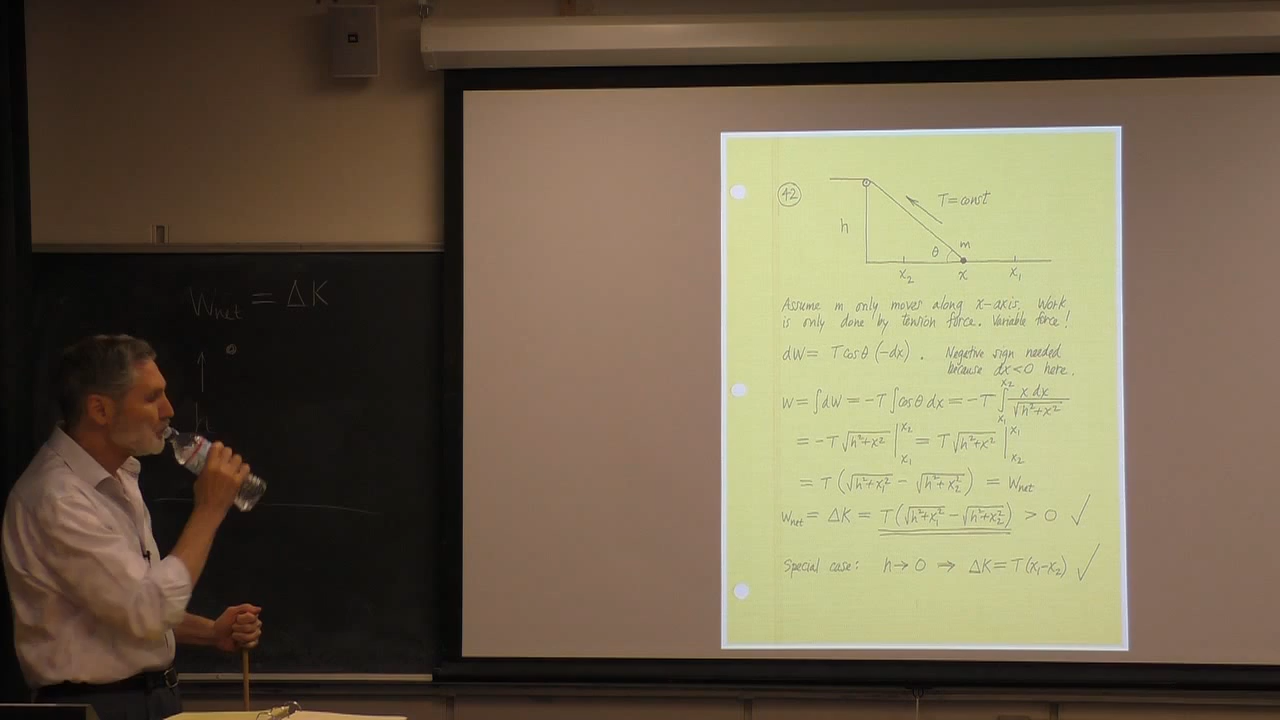 W_net = ΔK
h
42
T = const
h
θ
m
x₂
x
x₁
Assume m only moves along x-axis. Work
is only done by tension force. Variable force!
dW = T cosθ (-dx). Negative sign needed
because dx<0 here.
W = ∫dW = -T ∫cosθ dx = -T ∫_{x₁}^{x₂} x dx / √(h²+x²)
= -T √(h²+x²) |_{x₁}^{x₂} = T √(h²+x²) |_{x₂}^{x₁}
= T (√(h²+x₁²) - √(h²+x₂²)) = W_net
W_net = ΔK = T (√(h²+x₁²) - √(h²+x₂²)) > 0 ✓
Special case: h → 0 ⇒ ΔK = T(x₁-x₂) ✓